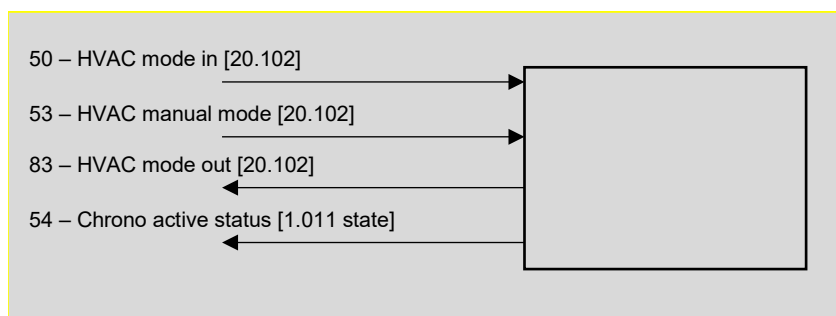 50 – HVAC mode in [20.102]
53 – HVAC manual mode [20.102]
83 – HVAC mode out [20.102]
54 – Chrono active status [1.011 state]